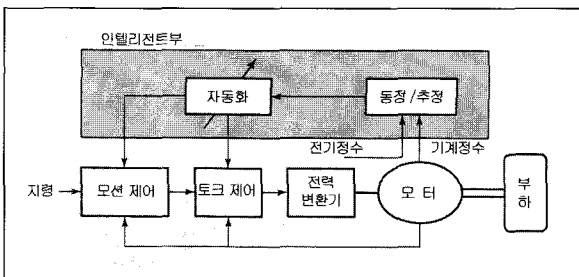 인텔리전트부
자동화
동정/추정
전기정수
기계정수
지령
모션 제어
토크 제어
전력
변환기
모 터
부
하